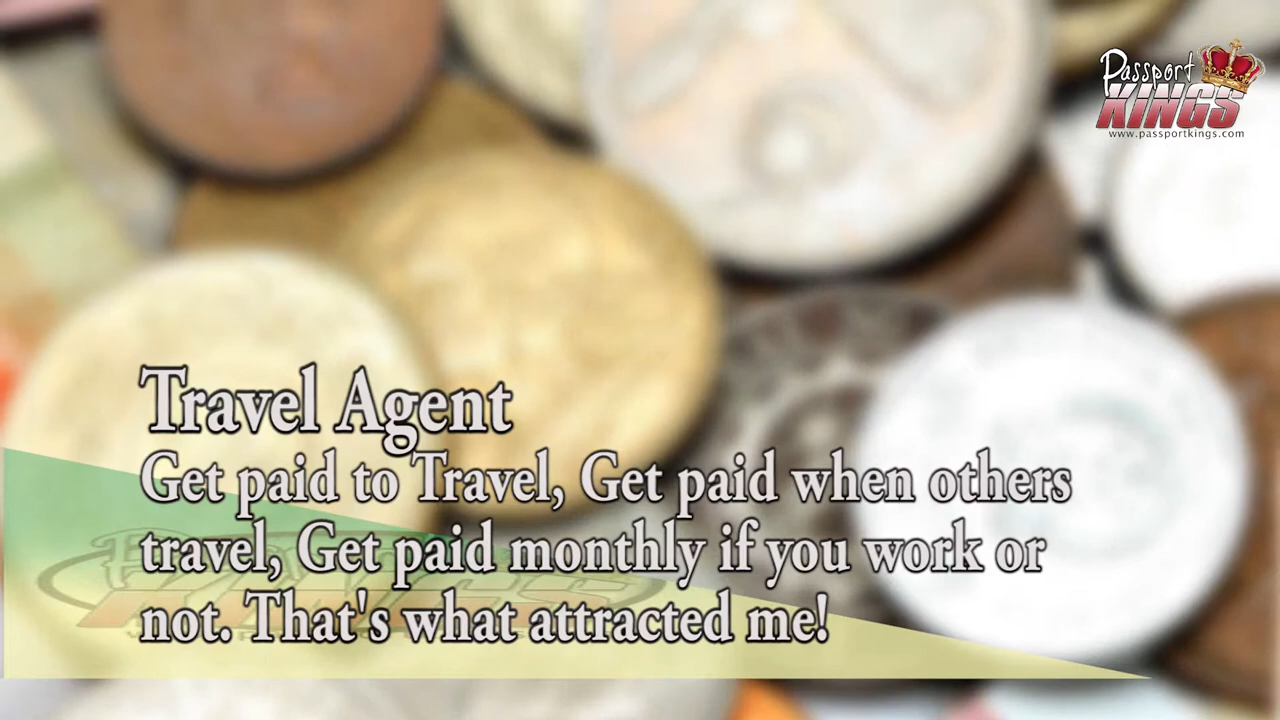 Passport
KINGS
www.passportkings.com
Travel Agent
Get paid to Travel, Get paid when others
travel, Get paid monthly if you work or
not. That's what attracted me!